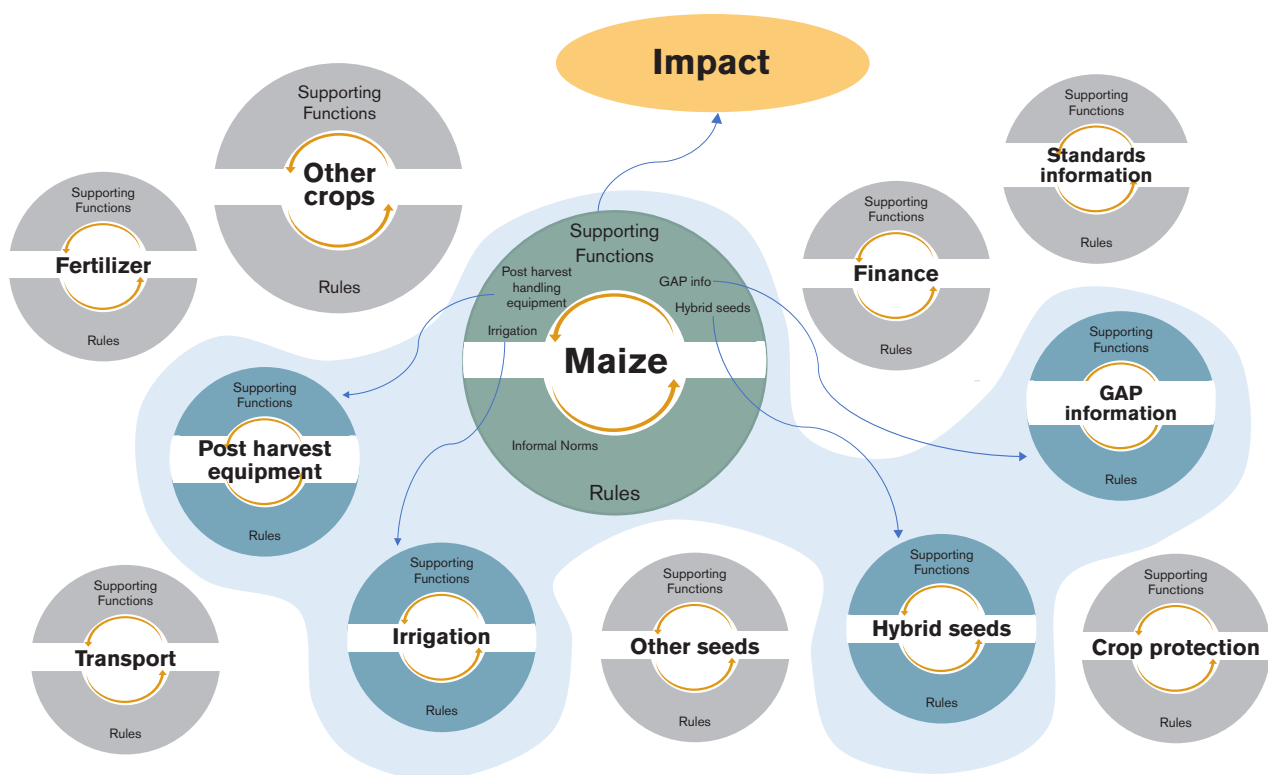 Impact
Supporting
Functions
Other
crops
Rules
Supporting
Functions
Standards
information
Rules
Supporting
Functions
Fertilizer
Rules
Supporting
Functions
Finance
Rules
Supporting
Functions
Post harvest
handling
equipment
GAP info
Hybrid seeds
Irrigation
Maize
Informal Norms
Rules
Supporting
Functions
GAP
information
Rules
Supporting
Functions
Post harvest
equipment
Rules
Supporting
Functions
Transport
Rules
Supporting
Functions
Irrigation
Rules
Supporting
Functions
Other seeds
Rules
Supporting
Functions
Hybrid seeds
Rules
Supporting
Functions
Crop protection
Rules